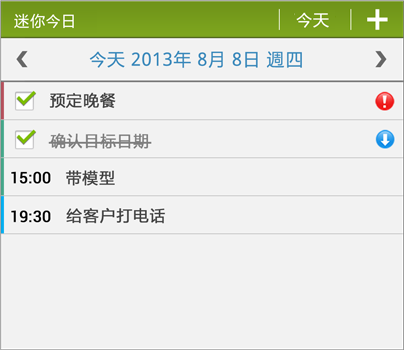 迷你今日 今天
今天 2013年 8月 8日 週四
预定晚餐
确认目标日期
15:00 带模型
19:30 给客户打电话